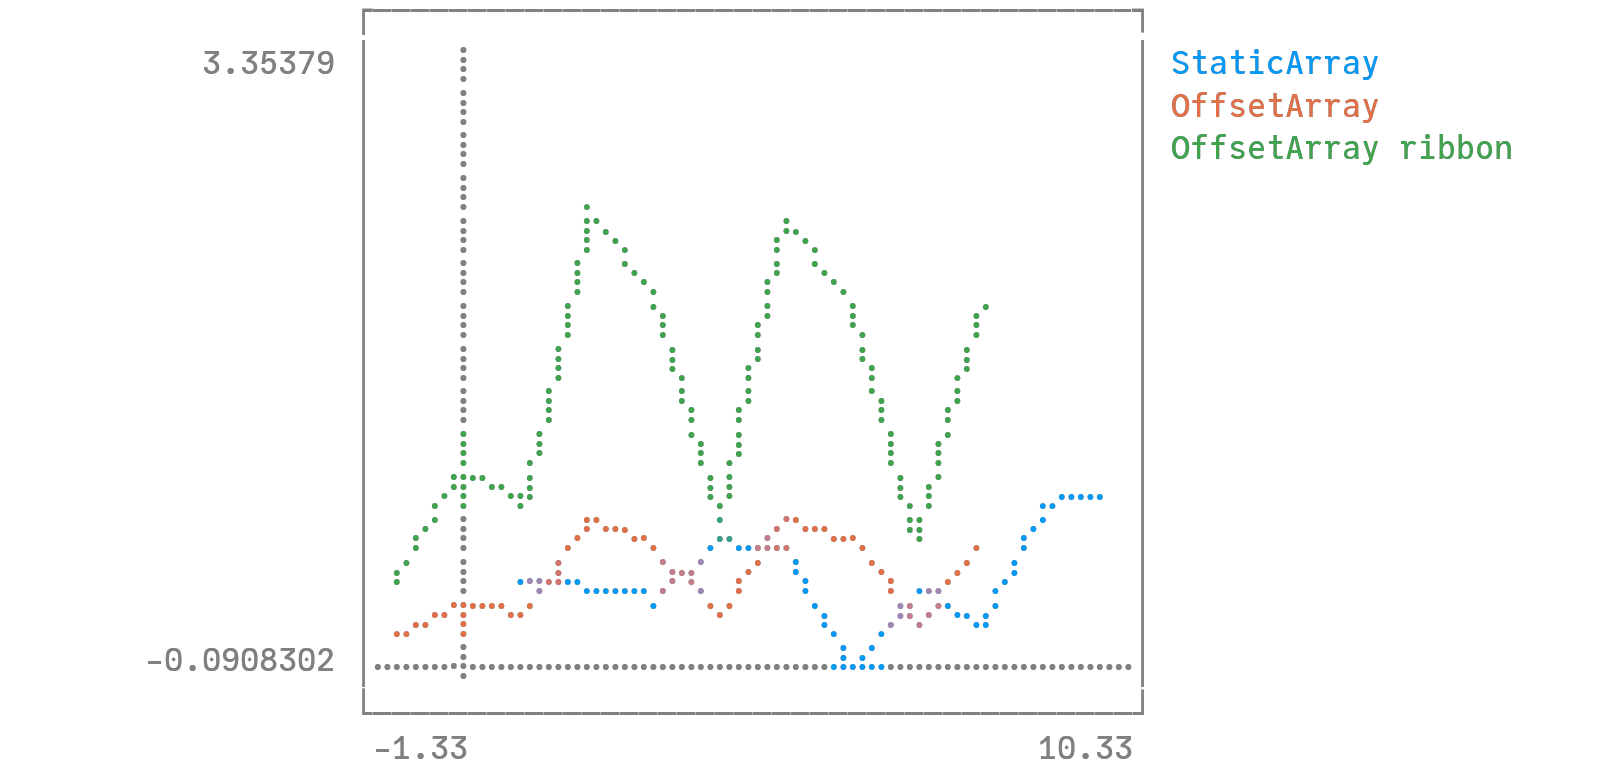 3.35379
StaticArray
OffsetArray
OffsetArray ribbon
-0.0908302
-1.33
10.33